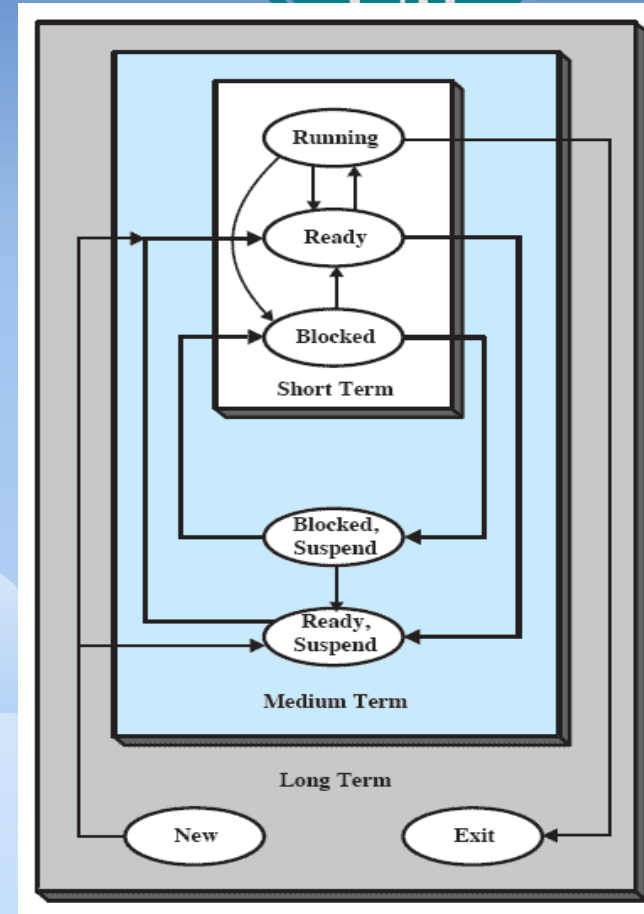 Running
Ready
Blocked
Short Term
Blocked,
Suspend
Ready,
Suspend
Medium Term
Long Term
New
Exit